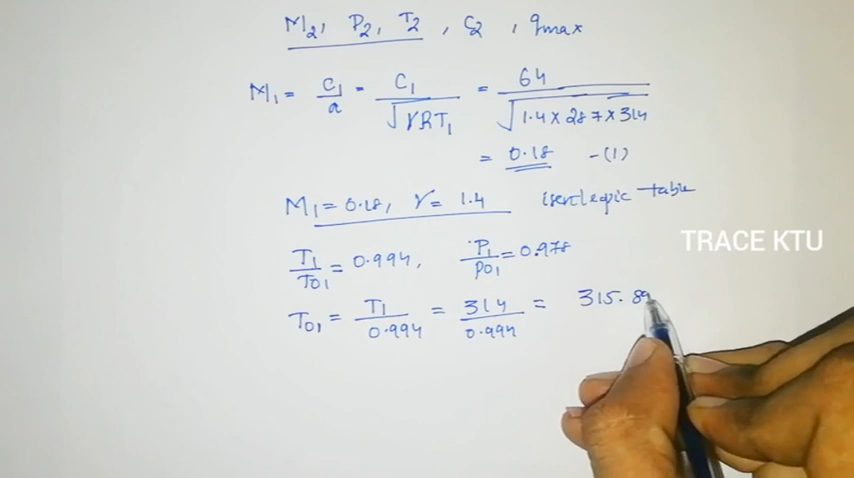 M₂, P₂, T₂, C₂, qmax
M₁ = C₁/a = C₁/√γRT₁ = 64/√1.4×287×314
= 0.18 -(1)
M₁ = 0.18, γ = 1.4 isentropic table
TRACE KTU
T₁/T01 = 0.994, P₁/P01 = 0.978
T01 = T₁/0.994 = 314/0.994 = 315.89